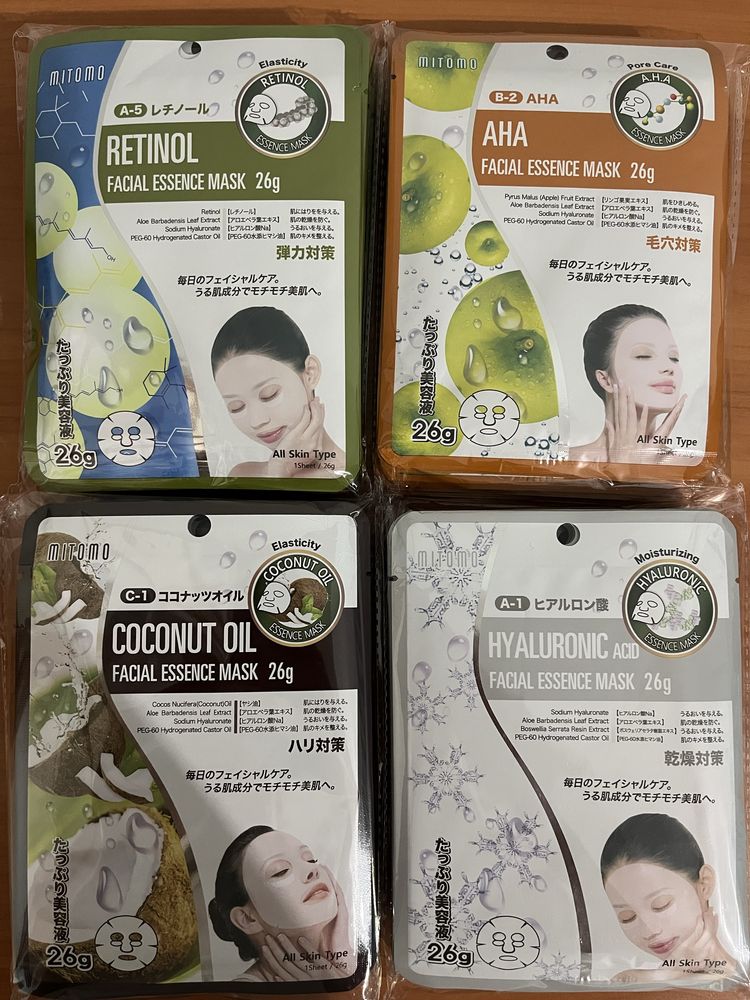 MITOMO
Elasticity
RETINOL
ESSENCE MASK
A-5 レチノール
RETINOL
FACIAL ESSENCE MASK 26g
Retinol 【レチノール】 肌にはりをを与える。
Aloe Barbadensis Leaf Extract 【アロエベラ葉エキス】 肌の乾燥を防ぐ。
Sodium Hyaluronate 【ヒアルロン酸Na】 うるおいを与える。
PEG-60 Hydrogenated Castor Oil 【PEG-60水添ヒマシ油】 肌のキメを整える。
弾力対策
毎日のフェイシャルケア。
うる肌成分でモチモチ美肌へ。
たっぷり美容液
26g
All Skin Type
1Sheet / 26g
MITOMO
Pore Care
A.H.A
ESSENCE MASK
B-2 AHA
AHA
FACIAL ESSENCE MASK 26g
Pyrus Malus (Apple) Fruit Extract 【リンゴ果実エキス】 肌をひきしめる。
Aloe Barbadensis Leaf Extract 【アロエベラ葉エキス】 肌の乾燥を防ぐ。
Sodium Hyaluronate 【ヒアルロン酸Na】 うるおいを与える。
PEG-60 Hydrogenated Castor Oil 【PEG-60水添ヒマシ油】 肌のキメを整える。
毛穴対策
毎日のフェイシャルケア。
うる肌成分でモチモチ美肌へ。
たっぷり美容液
26g
All Skin Type
1Sheet / 26g
MITOMO
Elasticity
COCONUT OIL
ESSENCE MASK
C-1 ココナッツオイル
COCONUT OIL
FACIAL ESSENCE MASK 26g
Cocos Nucifera(Coconut)Oil 【ヤシ油】 肌にはりを与える。
Aloe Barbadensis Leaf Extract 【アロエベラ葉エキス】 肌の乾燥を防ぐ。
Sodium Hyaluronate 【ヒアルロン酸Na】 うるおいを与える。
PEG-60 Hydrogenated Castor Oil 【PEG-60水添ヒマシ油】 肌のキメを整える。
ハリ対策
毎日のフェイシャルケア。
うる肌成分でモチモチ美肌へ。
たっぷり美容液
26g
All Skin Type
1Sheet / 26g
MITOMO
Moisturizing
HYALURONIC
ESSENCE MASK
A-1 ヒアルロン酸
HYALURONIC ACID
FACIAL ESSENCE MASK 26g
Sodium Hyaluronate 【ヒアルロン酸Na】 うるおいを与える。
Aloe Barbadensis Leaf Extract 【アロエベラ葉エキス】 肌の乾燥を防ぐ。
Boswellia Serrata Resin Extract 【ボスウェリアセラタ樹脂エキス】 うるおいを与える。
PEG-60 Hydrogenated Castor Oil 【PEG-60水添ヒマシ油】 肌のキメを整える。
乾燥対策
毎日のフェイシャルケア。
うる肌成分でモチモチ美肌へ。
たっぷり美容液
26g
All Skin Type
1Sheet / 26g